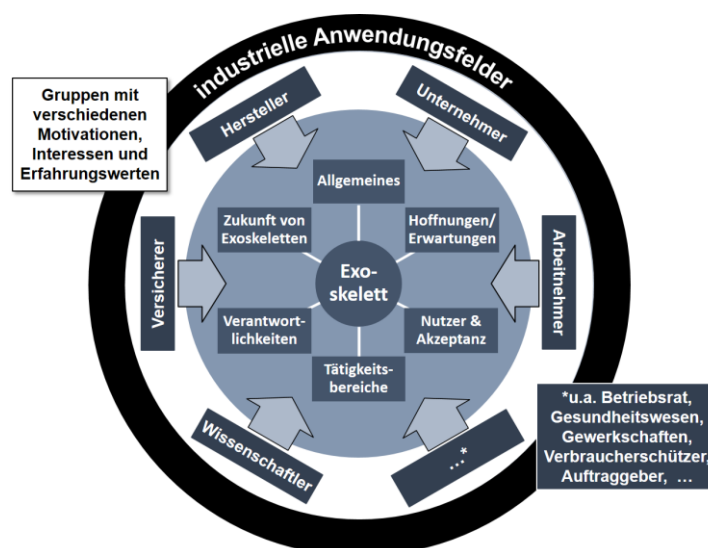 industrielle Anwendungsfelder
Gruppen mit
verschiedenen
Motivationen,
Interessen und
Erfahrungswerten
Hersteller
Unternehmer
Allgemeines
Zukunft von
Exoskeletten
Hoffnungen/
Erwartungen
Versicherer
Exo-
skelett
Arbeitnehmer
Verantwort-
lichkeiten
Nutzer &
Akzeptanz
Tätigkeits-
bereiche
Wissenschaftler
…*
*u.a. Betriebsrat,
Gesundheitswesen,
Gewerkschaften,
Verbraucherschützer,
Auftraggeber, …